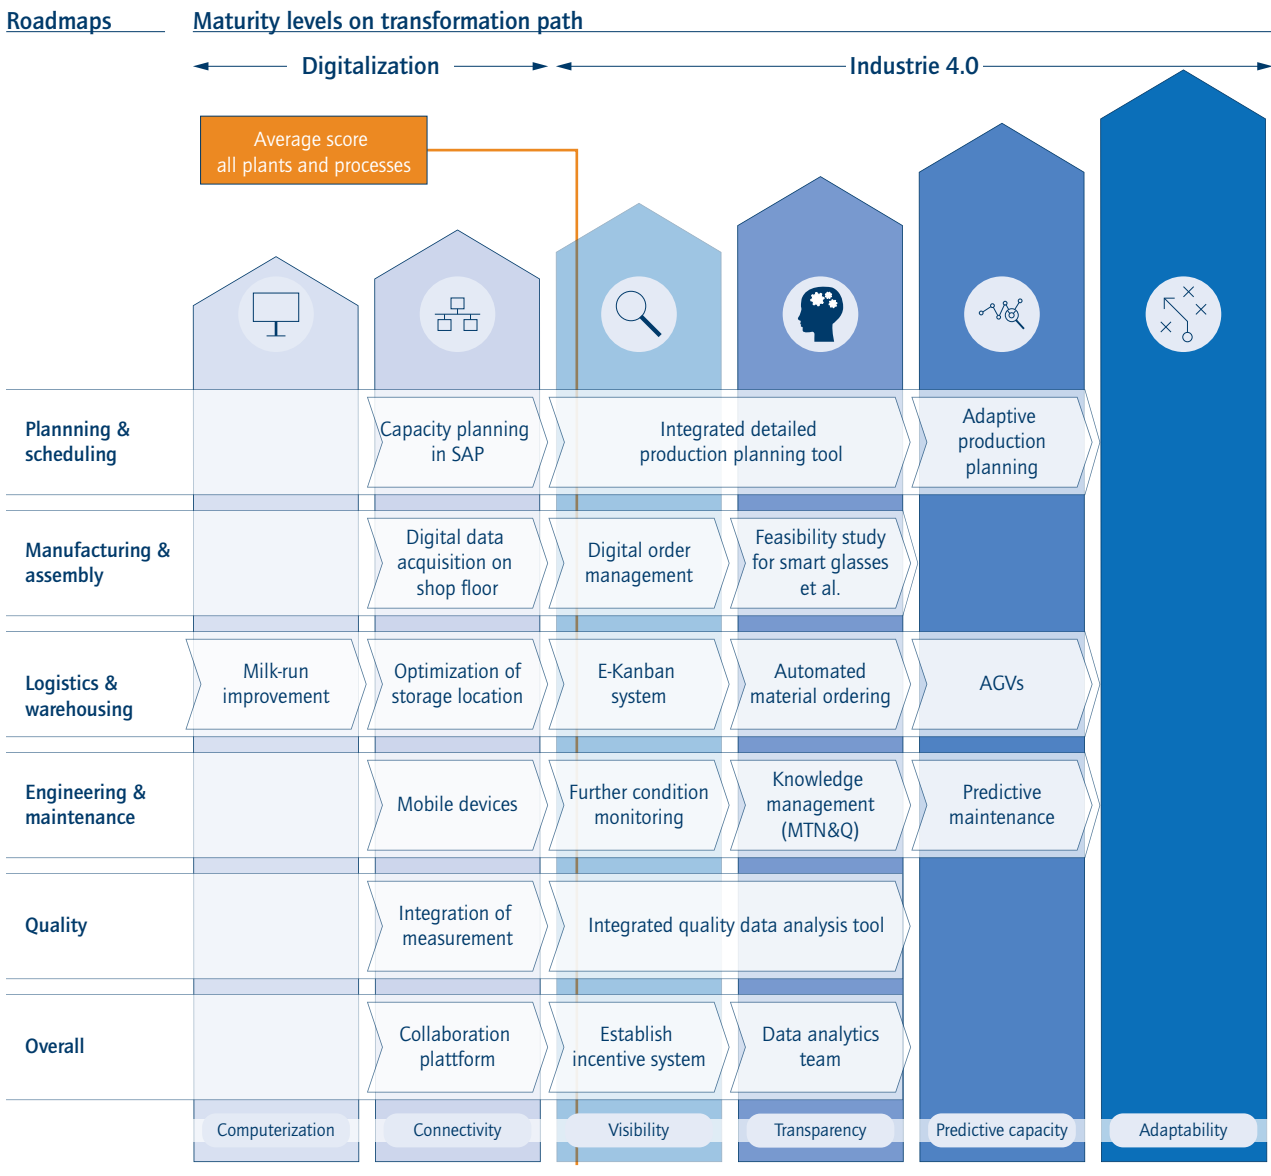 Roadmaps
Maturity levels on transformation path
Digitalization
Industrie 4.0
Average score
all plants and processes
Plannning &
scheduling
Capacity planning
in SAP
Integrated detailed
production planning tool
Adaptive
production
planning
Manufacturing &
assembly
Digital data
acquisition on
shop floor
Digital order
management
Feasibility study
for smart glasses
et al.
Logistics &
warehousing
Milk-run
improvement
Optimization of
storage location
E-Kanban
system
Automated
material ordering
AGVs
Engineering &
maintenance
Mobile devices
Further condition
monitoring
Knowledge
management
(MTN&Q)
Predictive
maintenance
Quality
Integration of
measurement
Integrated quality data analysis tool
Overall
Collaboration
plattform
Establish
incentive system
Data analytics
team
Computerization
Connectivity
Visibility
Transparency
Predictive capacity
Adaptability